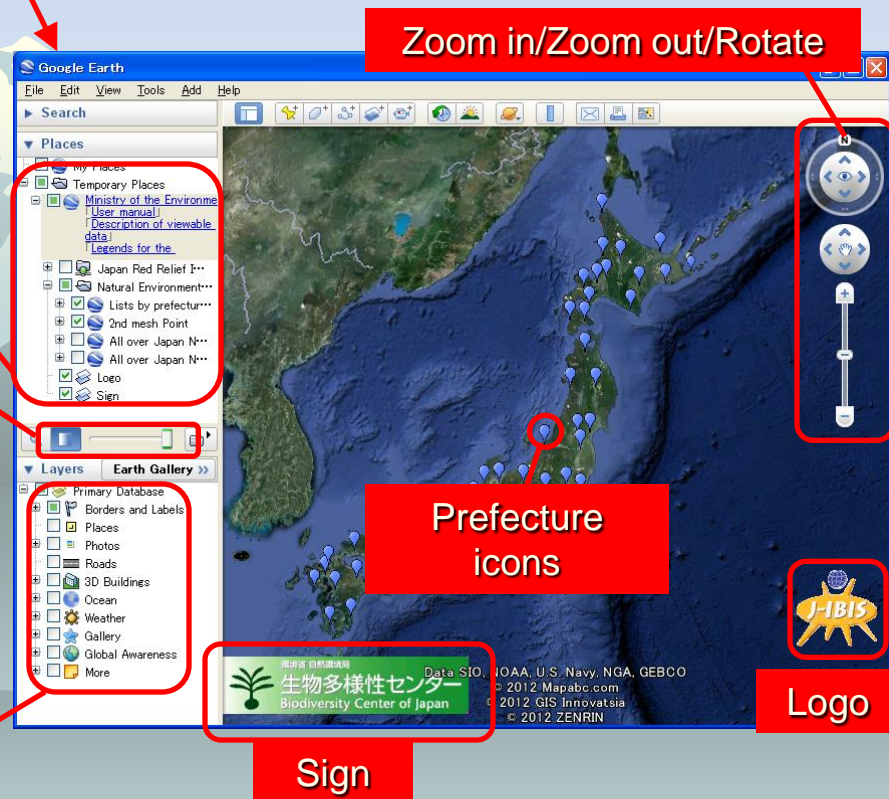 Zoom in/Zoom out/Rotate
Google Earth
File Edit View Tools Add Help
Search
Places
My Places
Temporary Places
Ministry of the Environme
「User manual」
「Description of viewable
data」
「Legends for the
Japan Red Relief I…
Natural Environment…
Lists by prefectur…
2nd mesh Point
All over Japan N…
All over Japan N…
Logo
Sign
Layers
Earth Gallery >>
Primary Database
Borders and Labels
Places
Photos
Roads
3D Buildings
Ocean
Weather
Gallery
Global Awareness
More
N
Prefecture
icons
J-IBIS
Logo
環境省 自然環境局
生物多様性センター
Biodiversity Center of Japan
Data SIO, NOAA, U.S. Navy, NGA, GEBCO
© 2012 Mapabc.com
© 2012 GIS Innovatsia
© 2012 ZENRIN
Sign